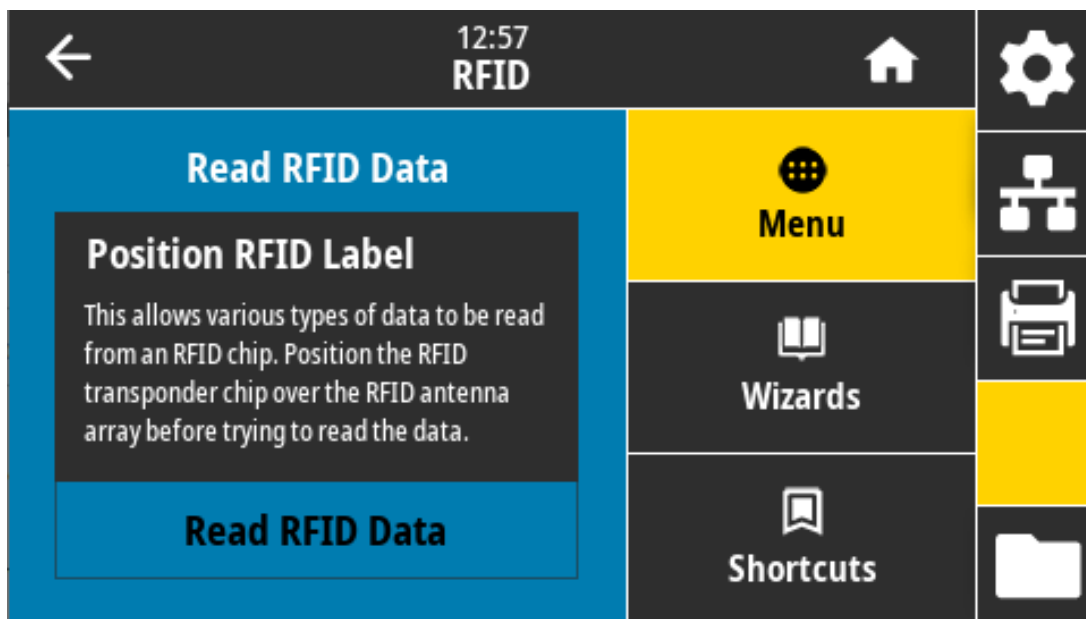 12:57
RFID
Read RFID Data
Position RFID Label
This allows various types of data to be read
from an RFID chip. Position the RFID
transponder chip over the RFID antenna
array before trying to read the data.
Read RFID Data
Menu
Wizards
Shortcuts